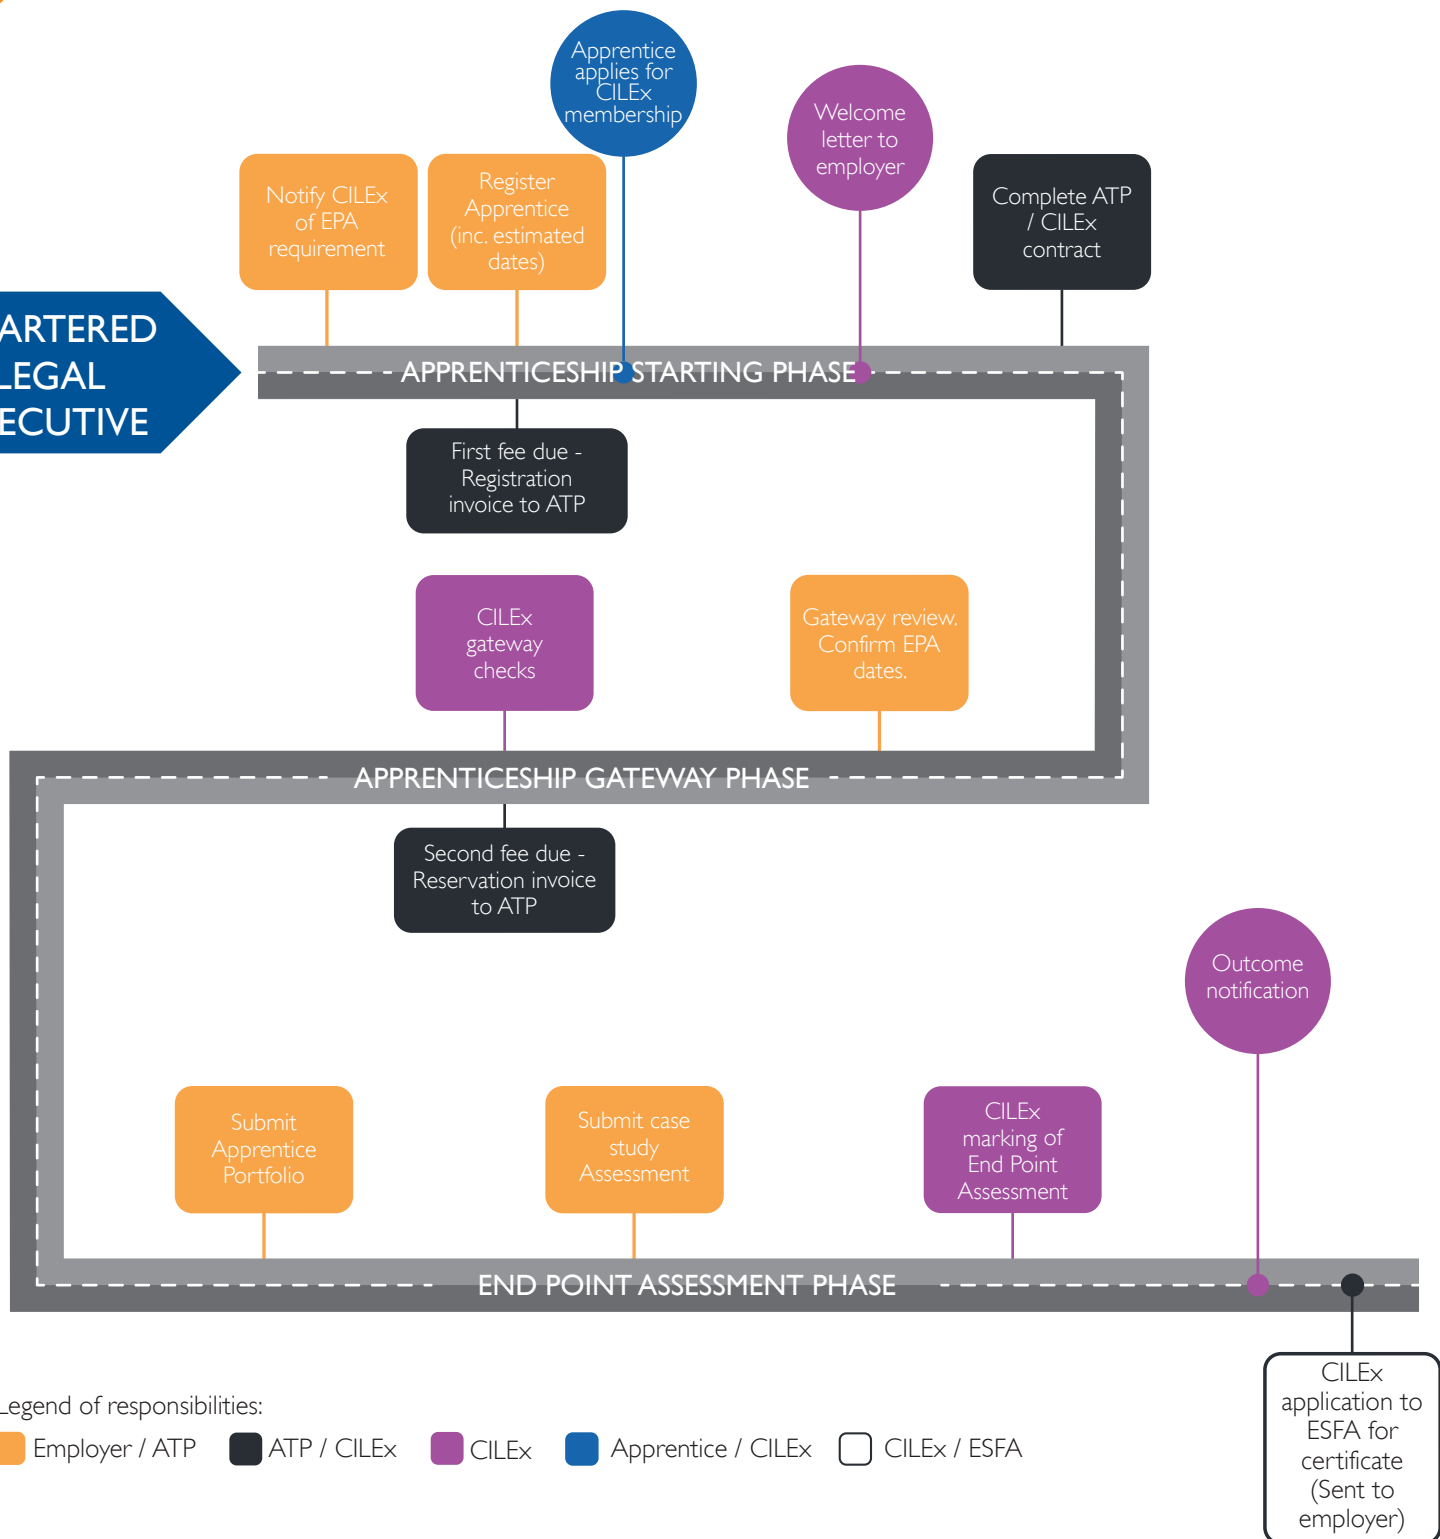 Apprentice
applies for
CILEx
membership
Welcome
letter to
employer
Notify CILEx
of EPA
requirement
Register
Apprentice
(inc. estimated
dates)
Complete ATP
/ CILEx
contract
ARTERED
LEGAL
ECUTIVE
APPRENTICESHIP STARTING PHASE
First fee due -
Registration
invoice to ATP
CILEx
gateway
checks
Gateway review.
Confirm EPA
dates.
APPRENTICESHIP GATEWAY PHASE
Second fee due -
Reservation invoice
to ATP
Outcome
notification
Submit
Apprentice
Portfolio
Submit case
study
Assessment
CILEx
marking of
End Point
Assessment
END POINT ASSESSMENT PHASE
CILEx
application to
ESFA for
certificate
(Sent to
employer)
Legend of responsibilities:
Employer / ATP ATP / CILEx CILEx Apprentice / CILEx CILEx / ESFA